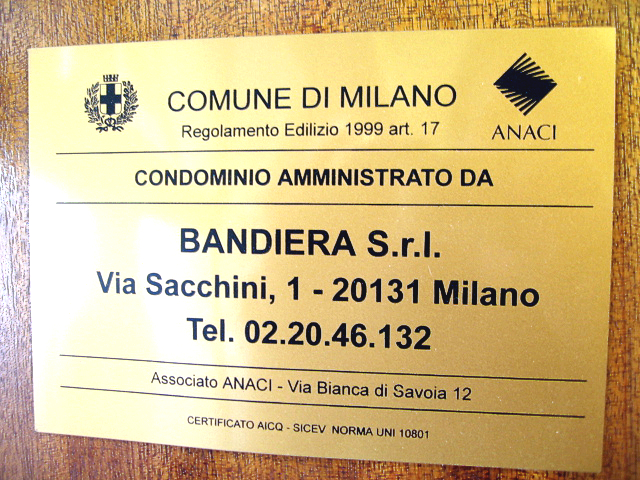 COMUNE DI MILANO
Regolamento Edilizio 1999 art. 17
ANACI
CONDOMINIO AMMINISTRATO DA
BANDIERA S.r.l.
Via Sacchini, 1 - 20131 Milano
Tel. 02.20.46.132
Associato ANACI - Via Bianca di Savoia 12
CERTIFICATO AICQ - SICEV NORMA UNI 10801